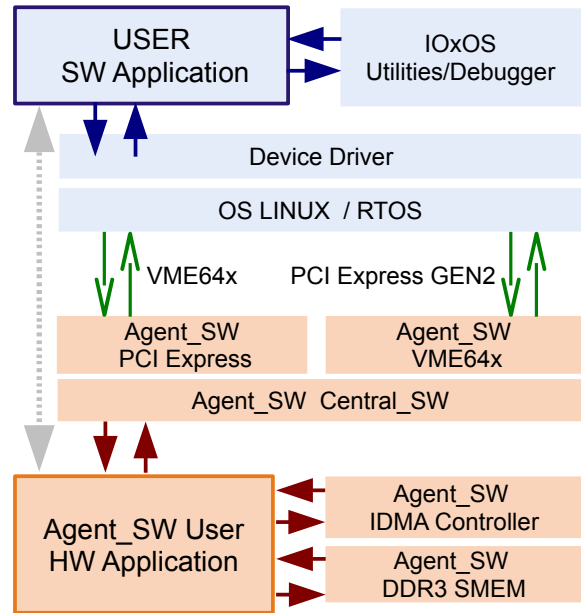 USER
SW Application
IOxOS
Utilities/Debugger
Device Driver
OS LINUX / RTOS
VME64x
PCI Express GEN2
Agent_SW
PCI Express
Agent_SW
VME64x
Agent_SW Central_SW
Agent_SW User
HW Application
Agent_SW
IDMA Controller
Agent_SW
DDR3 SMEM